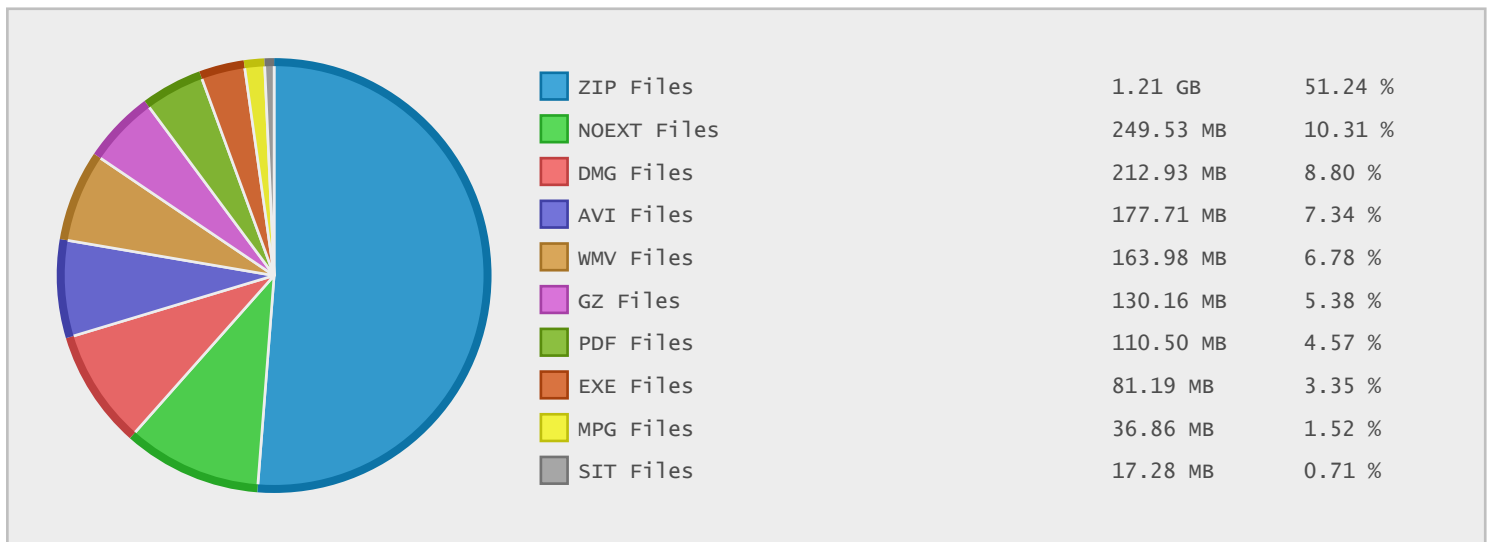 ZIP Files 1.21 GB 51.24 %
NOEXT Files 249.53 MB 10.31 %
DMG Files 212.93 MB 8.80 %
AVI Files 177.71 MB 7.34 %
WMV Files 163.98 MB 6.78 %
GZ Files 130.16 MB 5.38 %
PDF Files 110.50 MB 4.57 %
EXE Files 81.19 MB 3.35 %
MPG Files 36.86 MB 1.52 %
SIT Files 17.28 MB 0.71 %